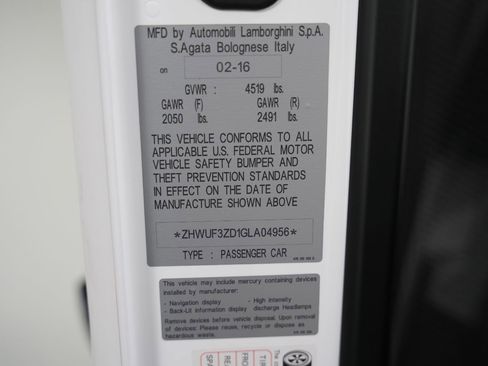 MFD by Automobili Lamborghini S.p.A.
S.Agata Bolognese Italy
on 02-16
GVWR : 4519 lbs.
GAWR (F) GAWR (R)
2050 lbs. 2491 lbs.
THIS VEHICLE CONFORMS TO ALL
APPLICABLE U.S. FEDERAL MOTOR
VEHICLE SAFETY BUMPER AND
THEFT PREVENTION STANDARDS
IN EFFECT ON THE DATE OF
MANUFACTURE SHOWN ABOVE
*ZHWUF3ZD1GLA04956*
TYPE : PASSENGER CAR
This vehicle may include mercury containing devices
installed by manufacturer:
- Navigation display - High intensity
- Back-Lit information display discharge Headlamps
Remove devices before vehicle disposal. Upon removal
of devices: Please reuse, recycle or dispose as
hazardous waste.